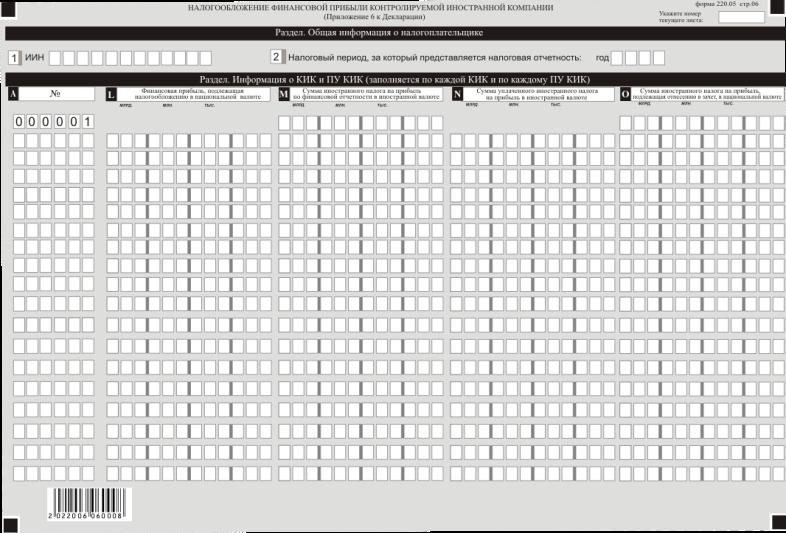 НАЛОГООБЛОЖЕНИЕ ФИНАНСОВОЙ ПРИБЫЛИ КОНТРОЛИРУЕМОЙ ИНОСТРАННОЙ КОМПАНИИ
(Приложение 6 к Декларации)
форма 220.05 стр.06
Укажите номер
текущего листа:
Раздел. Общая информация о налогоплательщике
1 ИИН
2 Налоговый период, за который представляется налоговая отчетность: год
Раздел. Информация о КИК и ПУ КИК (заполняется по каждой КИК и по каждому ПУ КИК)
A №
L Финансовая прибыль, подлежащая
налогообложению в национальной валюте
млрд. млн. тыс.
M Сумма иностранного налога на прибыль
по финансовой отчетности в иностранной валюте
млрд. млн. тыс.
N Сумма уплаченного иностранного налога
на прибыль в иностранной валюте
млрд. млн. тыс.
O Сумма иностранного налога на прибыль,
подлежащая отнесению в зачет, в национальной валюте
млрд. млн. тыс.
000001
2 022006 060008